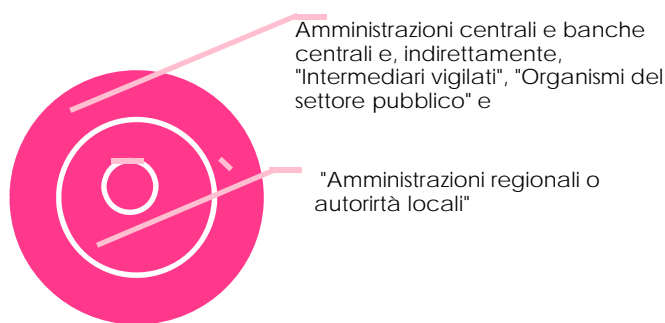 Amministrazioni centrali e banche
centrali e, indirettamente,
"Intermediari vigilati", "Organismi del
settore pubblico" e
"Amministrazioni regionali o
autorirtà locali"